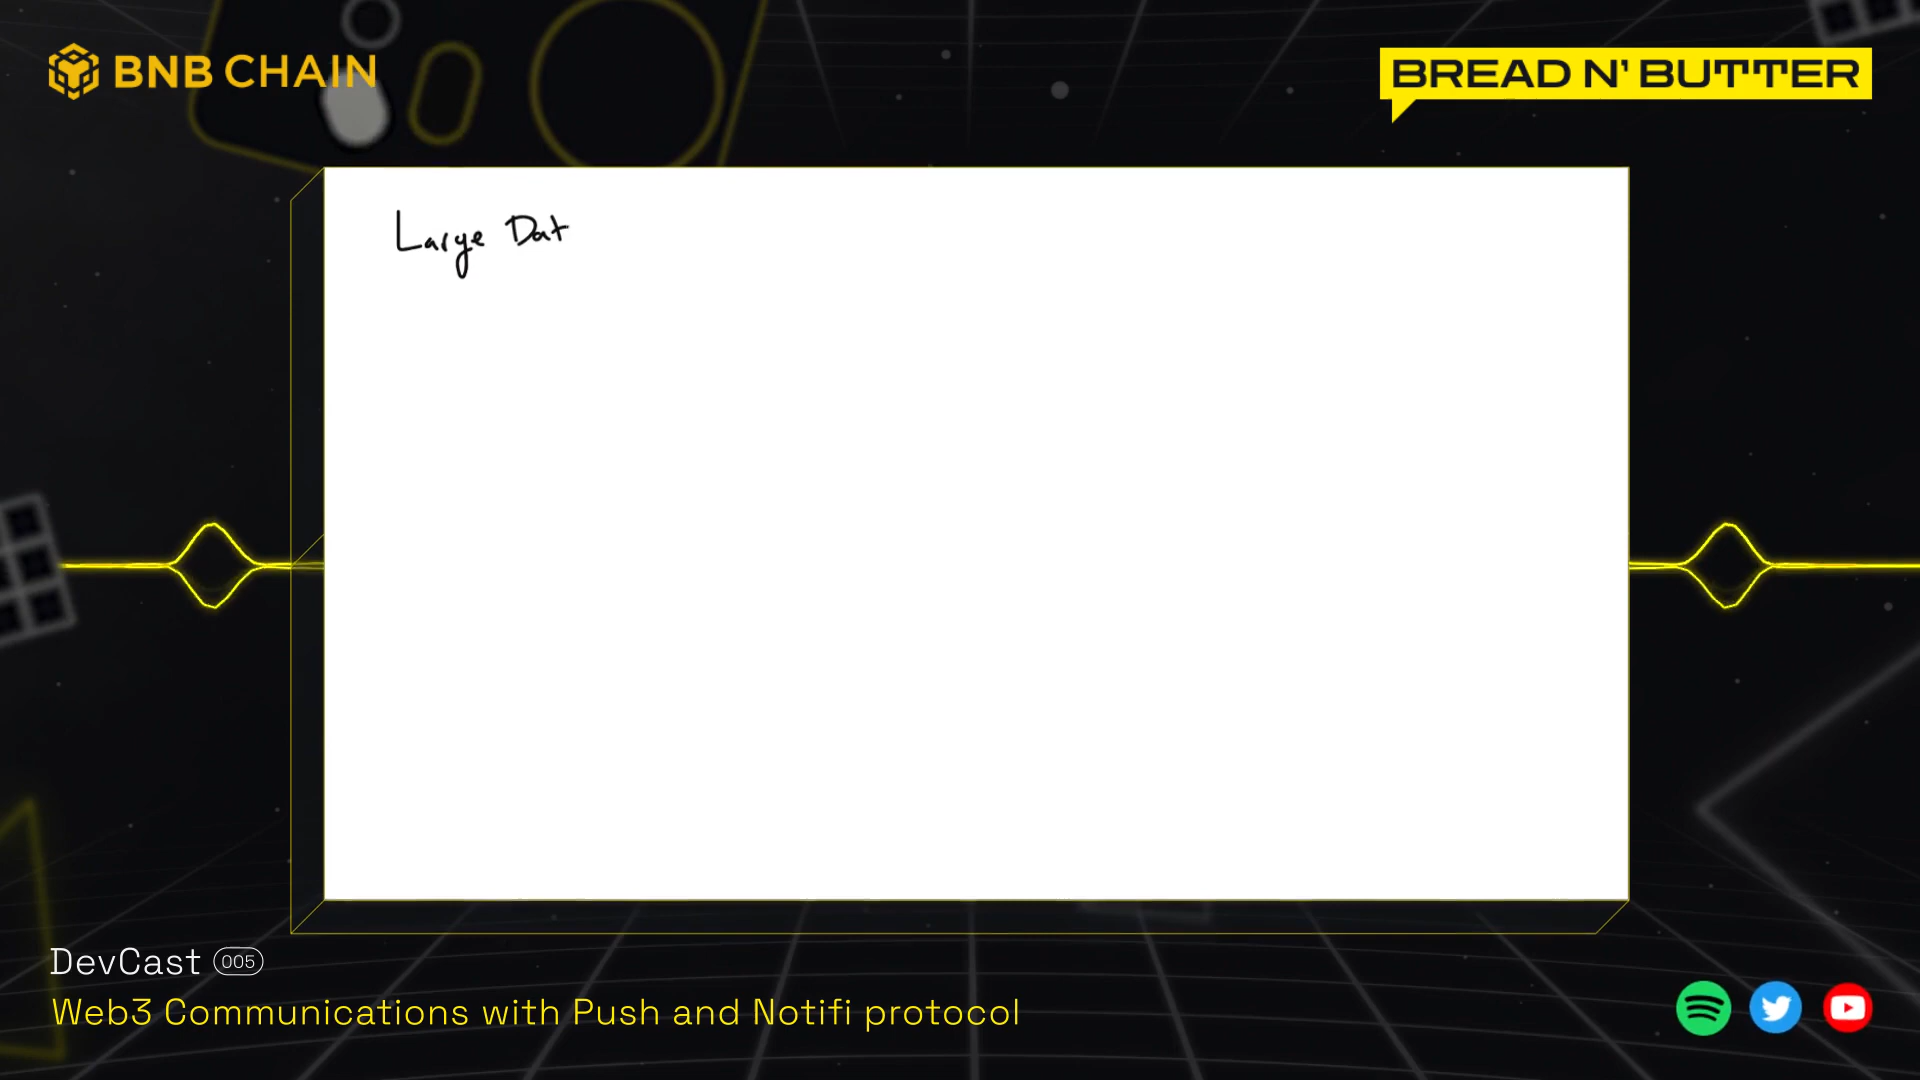 BNB CHAIN
BREAD N' BUTTER
Large Dat
DevCast 005
Web3 Communications with Push and Notifi protocol